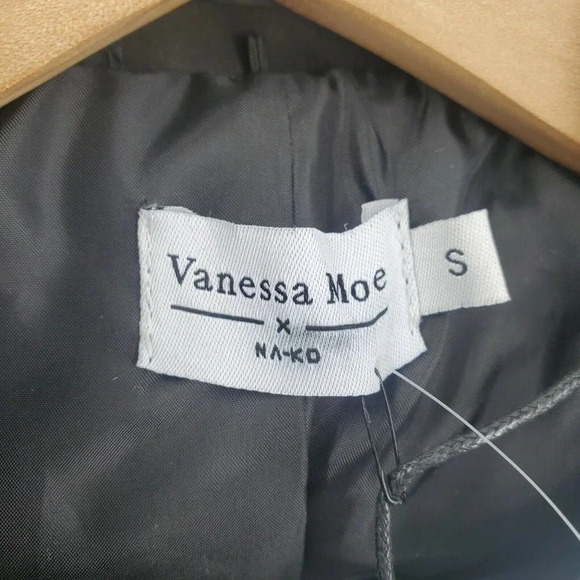 Vanessa Moe
x
NA-KD
S